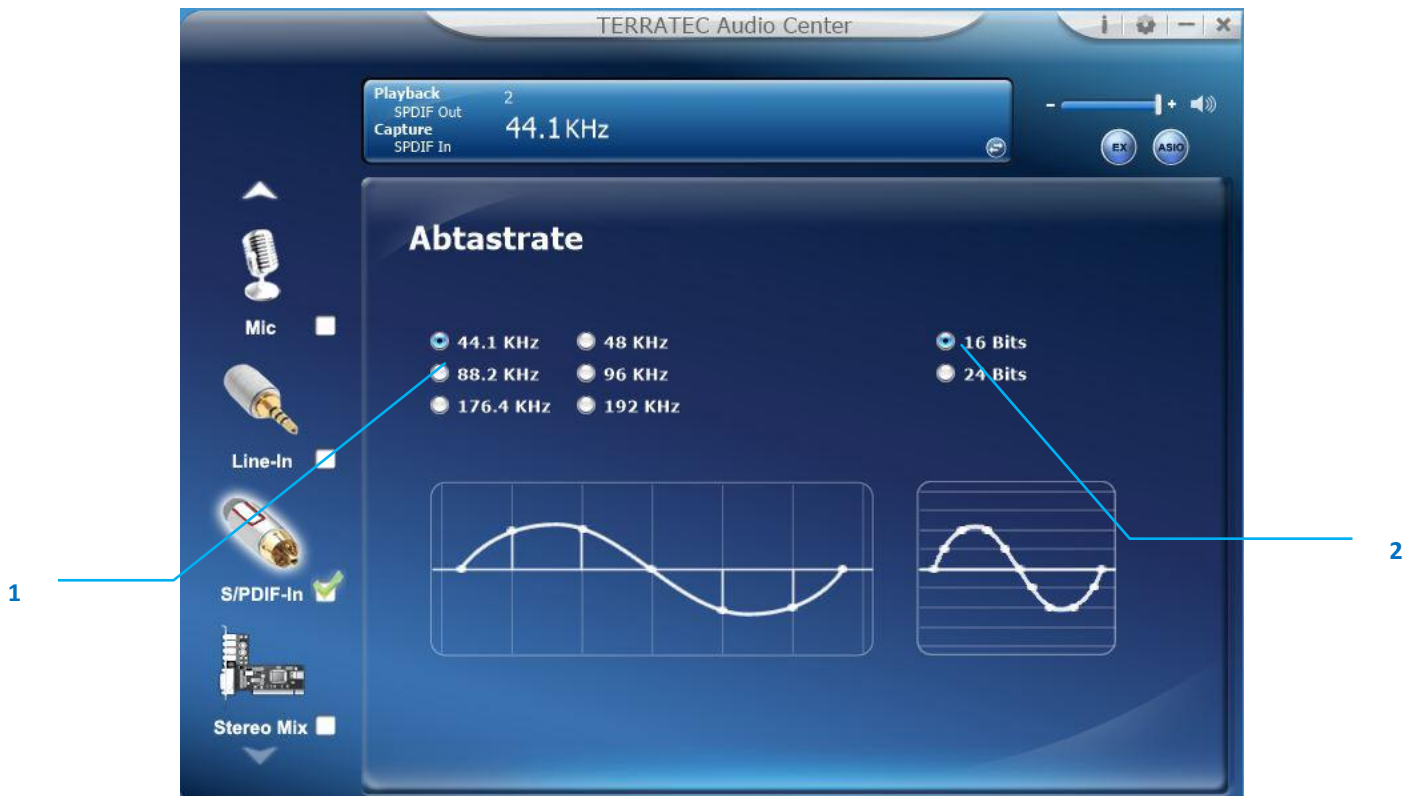 TERRATEC Audio Center
i
Playback 2
SPDIF Out
Capture 44.1KHz
SPDIF In
- +
EX ASIO
Abtastrate
Mic
44.1 KHz 48 KHz 16 Bits
88.2 KHz 96 KHz 24 Bits
176.4 KHz 192 KHz
Line-In
S/PDIF-In
Stereo Mix
1
2